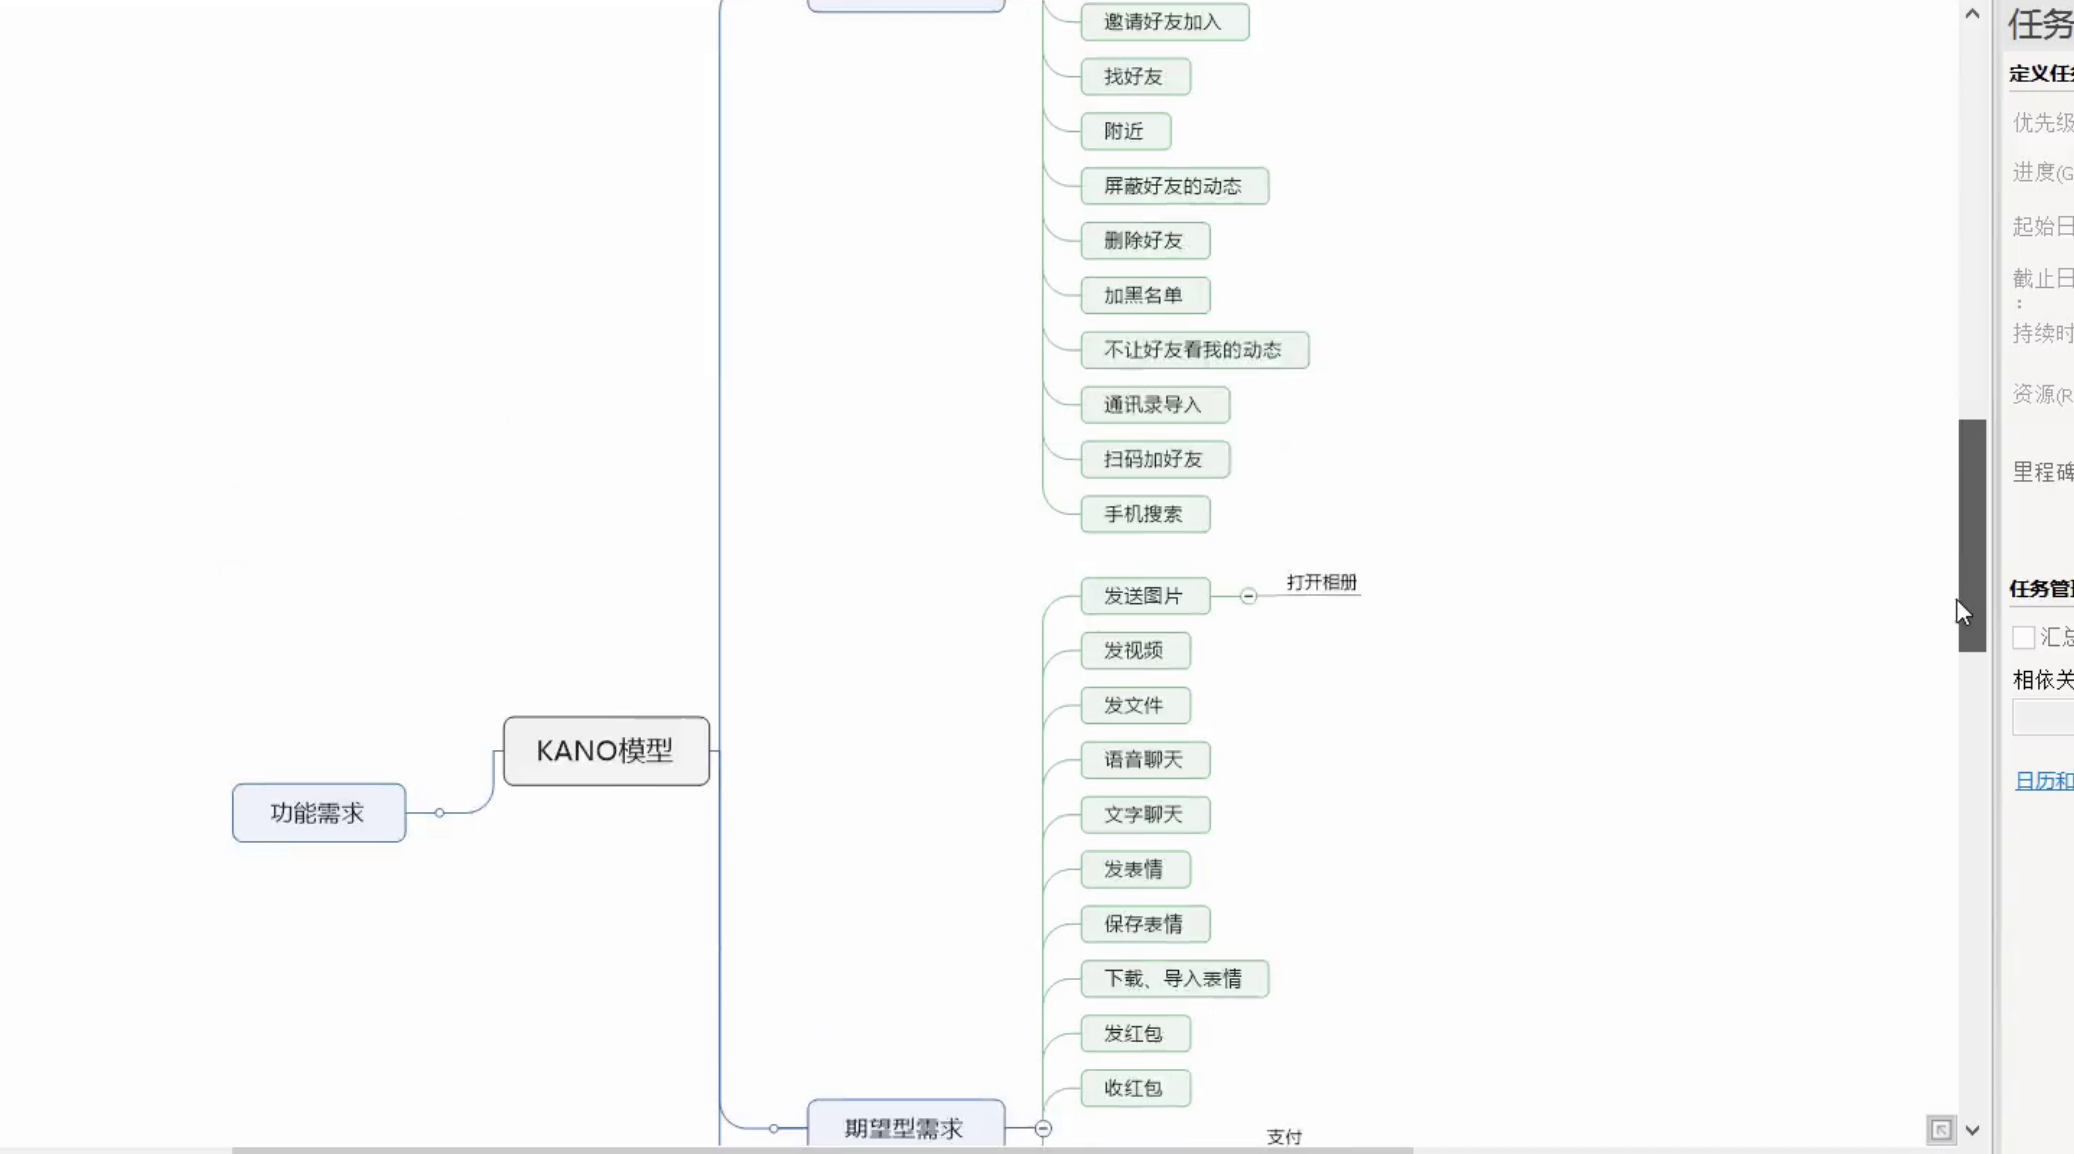 邀请好友加入
找好友
附近
屏蔽好友的动态
删除好友
加黑名单
不让好友看我的动态
通讯录导入
扫码加好友
手机搜索
发送图片
打开相册
发视频
发文件
语音聊天
文字聊天
发表情
保存表情
下载、导入表情
发红包
收红包
KANO模型
功能需求
期望型需求
支付
任务
定义任务
优先级
进度(G
起始日
截止日
:
持续时
资源(R
里程碑
任务管理
汇总
相依关
日历和